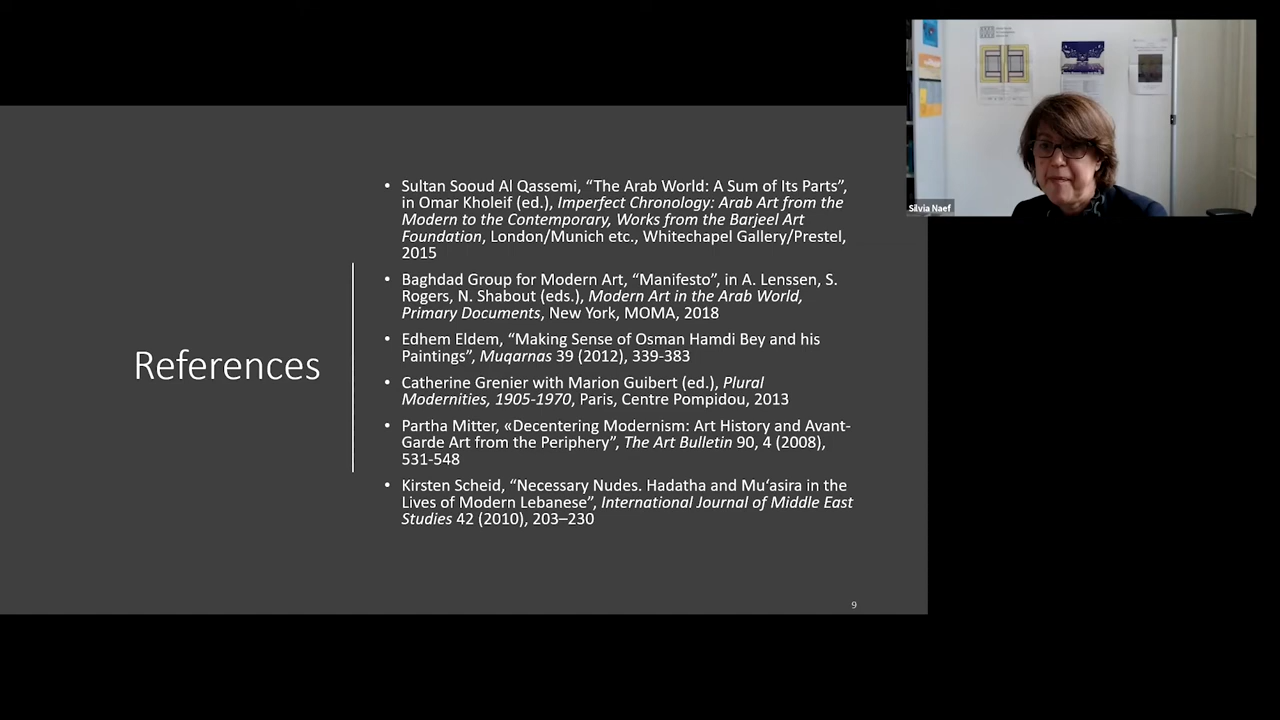 Silvia Naef
References
• Sultan Sooud Al Qassemi, “The Arab World: A Sum of Its Parts”,
in Omar Kholeif (ed.), Imperfect Chronology: Arab Art from the
Modern to the Contemporary, Works from the Barjeel Art
Foundation, London/Munich etc., Whitechapel Gallery/Prestel,
2015
• Baghdad Group for Modern Art, “Manifesto”, in A. Lenssen, S.
Rogers, N. Shabout (eds.), Modern Art in the Arab World,
Primary Documents, New York, MOMA, 2018
• Edhem Eldem, “Making Sense of Osman Hamdi Bey and his
Paintings”, Muqarnas 39 (2012), 339-383
• Catherine Grenier with Marion Guibert (ed.), Plural
Modernities, 1905-1970, Paris, Centre Pompidou, 2013
• Partha Mitter, «Decentering Modernism: Art History and Avant-
Garde Art from the Periphery”, The Art Bulletin 90, 4 (2008),
531-548
• Kirsten Scheid, “Necessary Nudes. Hadatha and Mu‘asira in the
Lives of Modern Lebanese”, International Journal of Middle East
Studies 42 (2010), 203–230
9